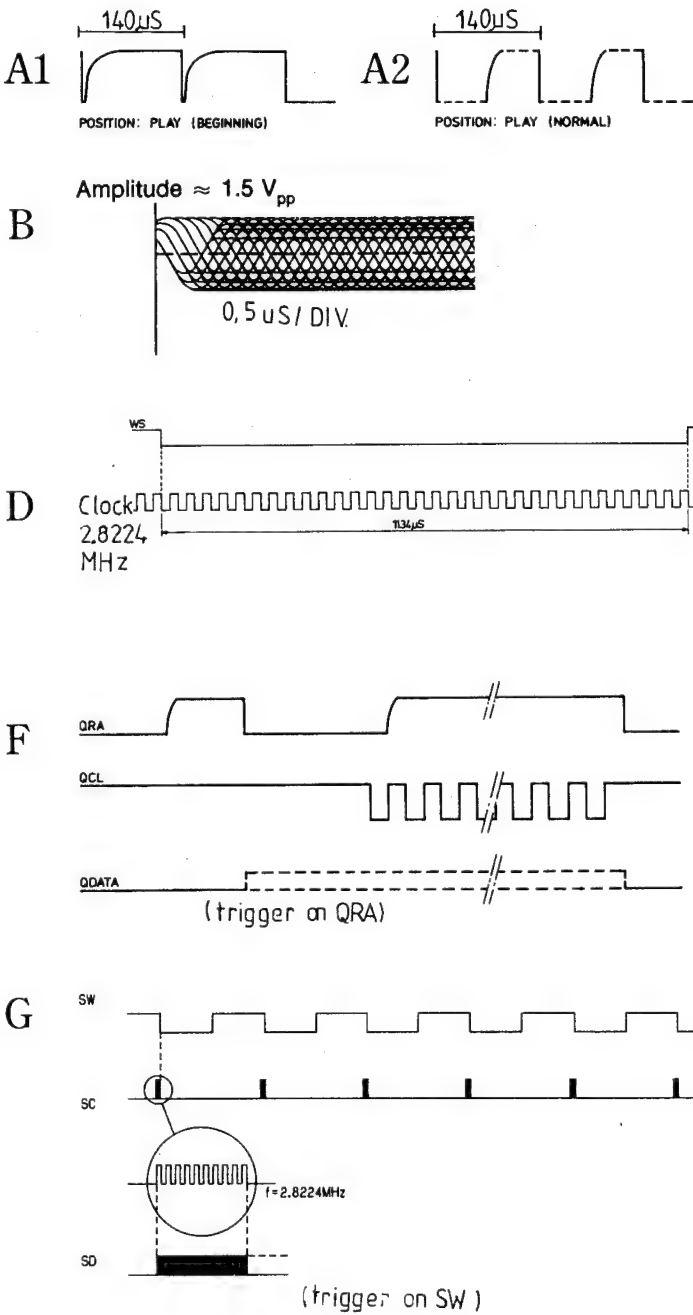 140µS
140µS
A1
A2
POSITION: PLAY (BEGINNING)
POSITION: PLAY (NORMAL)
Amplitude ≈ 1.5 Vpp
B
0,5 uS/ DIV.
WS
D
Clock
2.8224
MHz
11.34µS
F
QRA
QCL
QDATA
(trigger on QRA)
G
SW
SC
f=2.8224MHz
SD
(trigger on SW)